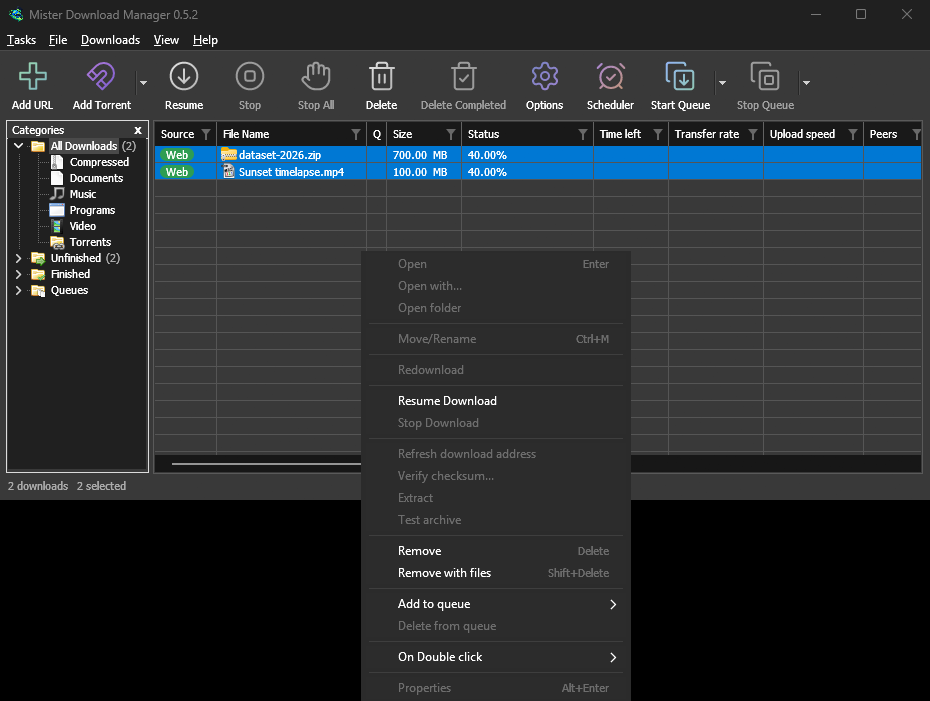 Mister Download Manager 0.5.2
Tasks File Downloads View Help
Add URL Add Torrent Resume Stop Stop All Delete Delete Completed Options Scheduler Start Queue Stop Queue
Categories x
All Downloads (2)
Compressed
Documents
Music
Programs
Video
Torrents
Unfinished (2)
Finished
Queues
Source File Name Q Size Status Time left Transfer rate Upload speed Peers
Web dataset-2026.zip 700.00 MB 40.00%
Web Sunset timelapse.mp4 100.00 MB 40.00%
Open Enter
Open with...
Open folder
Move/Rename Ctrl+M
Redownload
Resume Download
Stop Download
Refresh download address
Verify checksum...
Extract
Test archive
Remove Delete
Remove with files Shift+Delete
Add to queue
Delete from queue
On Double click
Properties Alt+Enter
2 downloads 2 selected